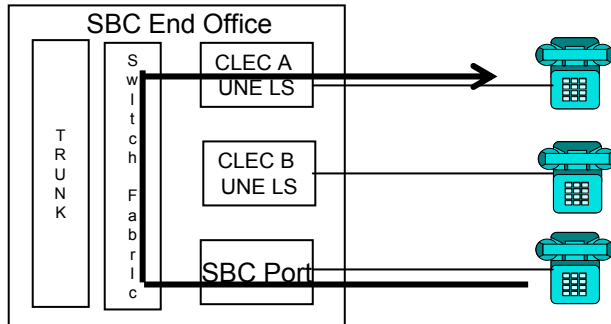 SBC End Office
TRUNK
SwItch FabrIc
CLEC A
UNE LS
CLEC B
UNE LS
SBC Port